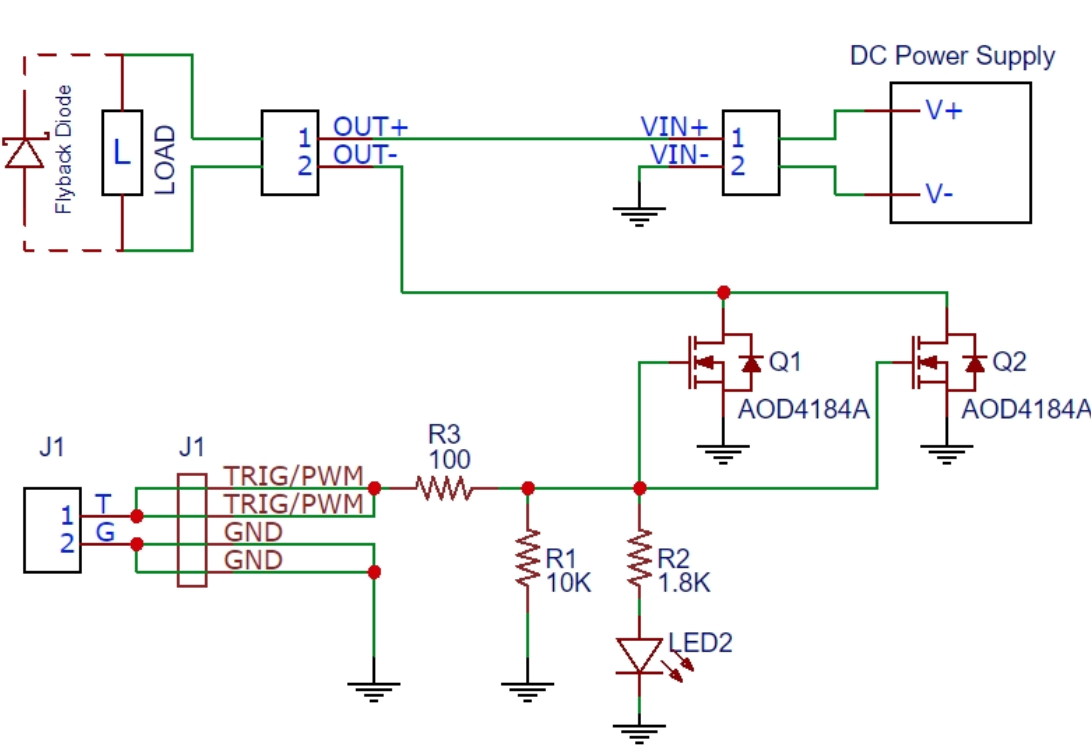 DC Power Supply
Flyback Diode
L
LOAD
1
2
OUT+
OUT-
VIN+
VIN-
1
2
V+
V-
Q1
AOD4184A
Q2
AOD4184A
J1
1
2
T
G
J1
TRIG/PWM
TRIG/PWM
GND
GND
R3
100
R1
10K
R2
1.8K
LED2